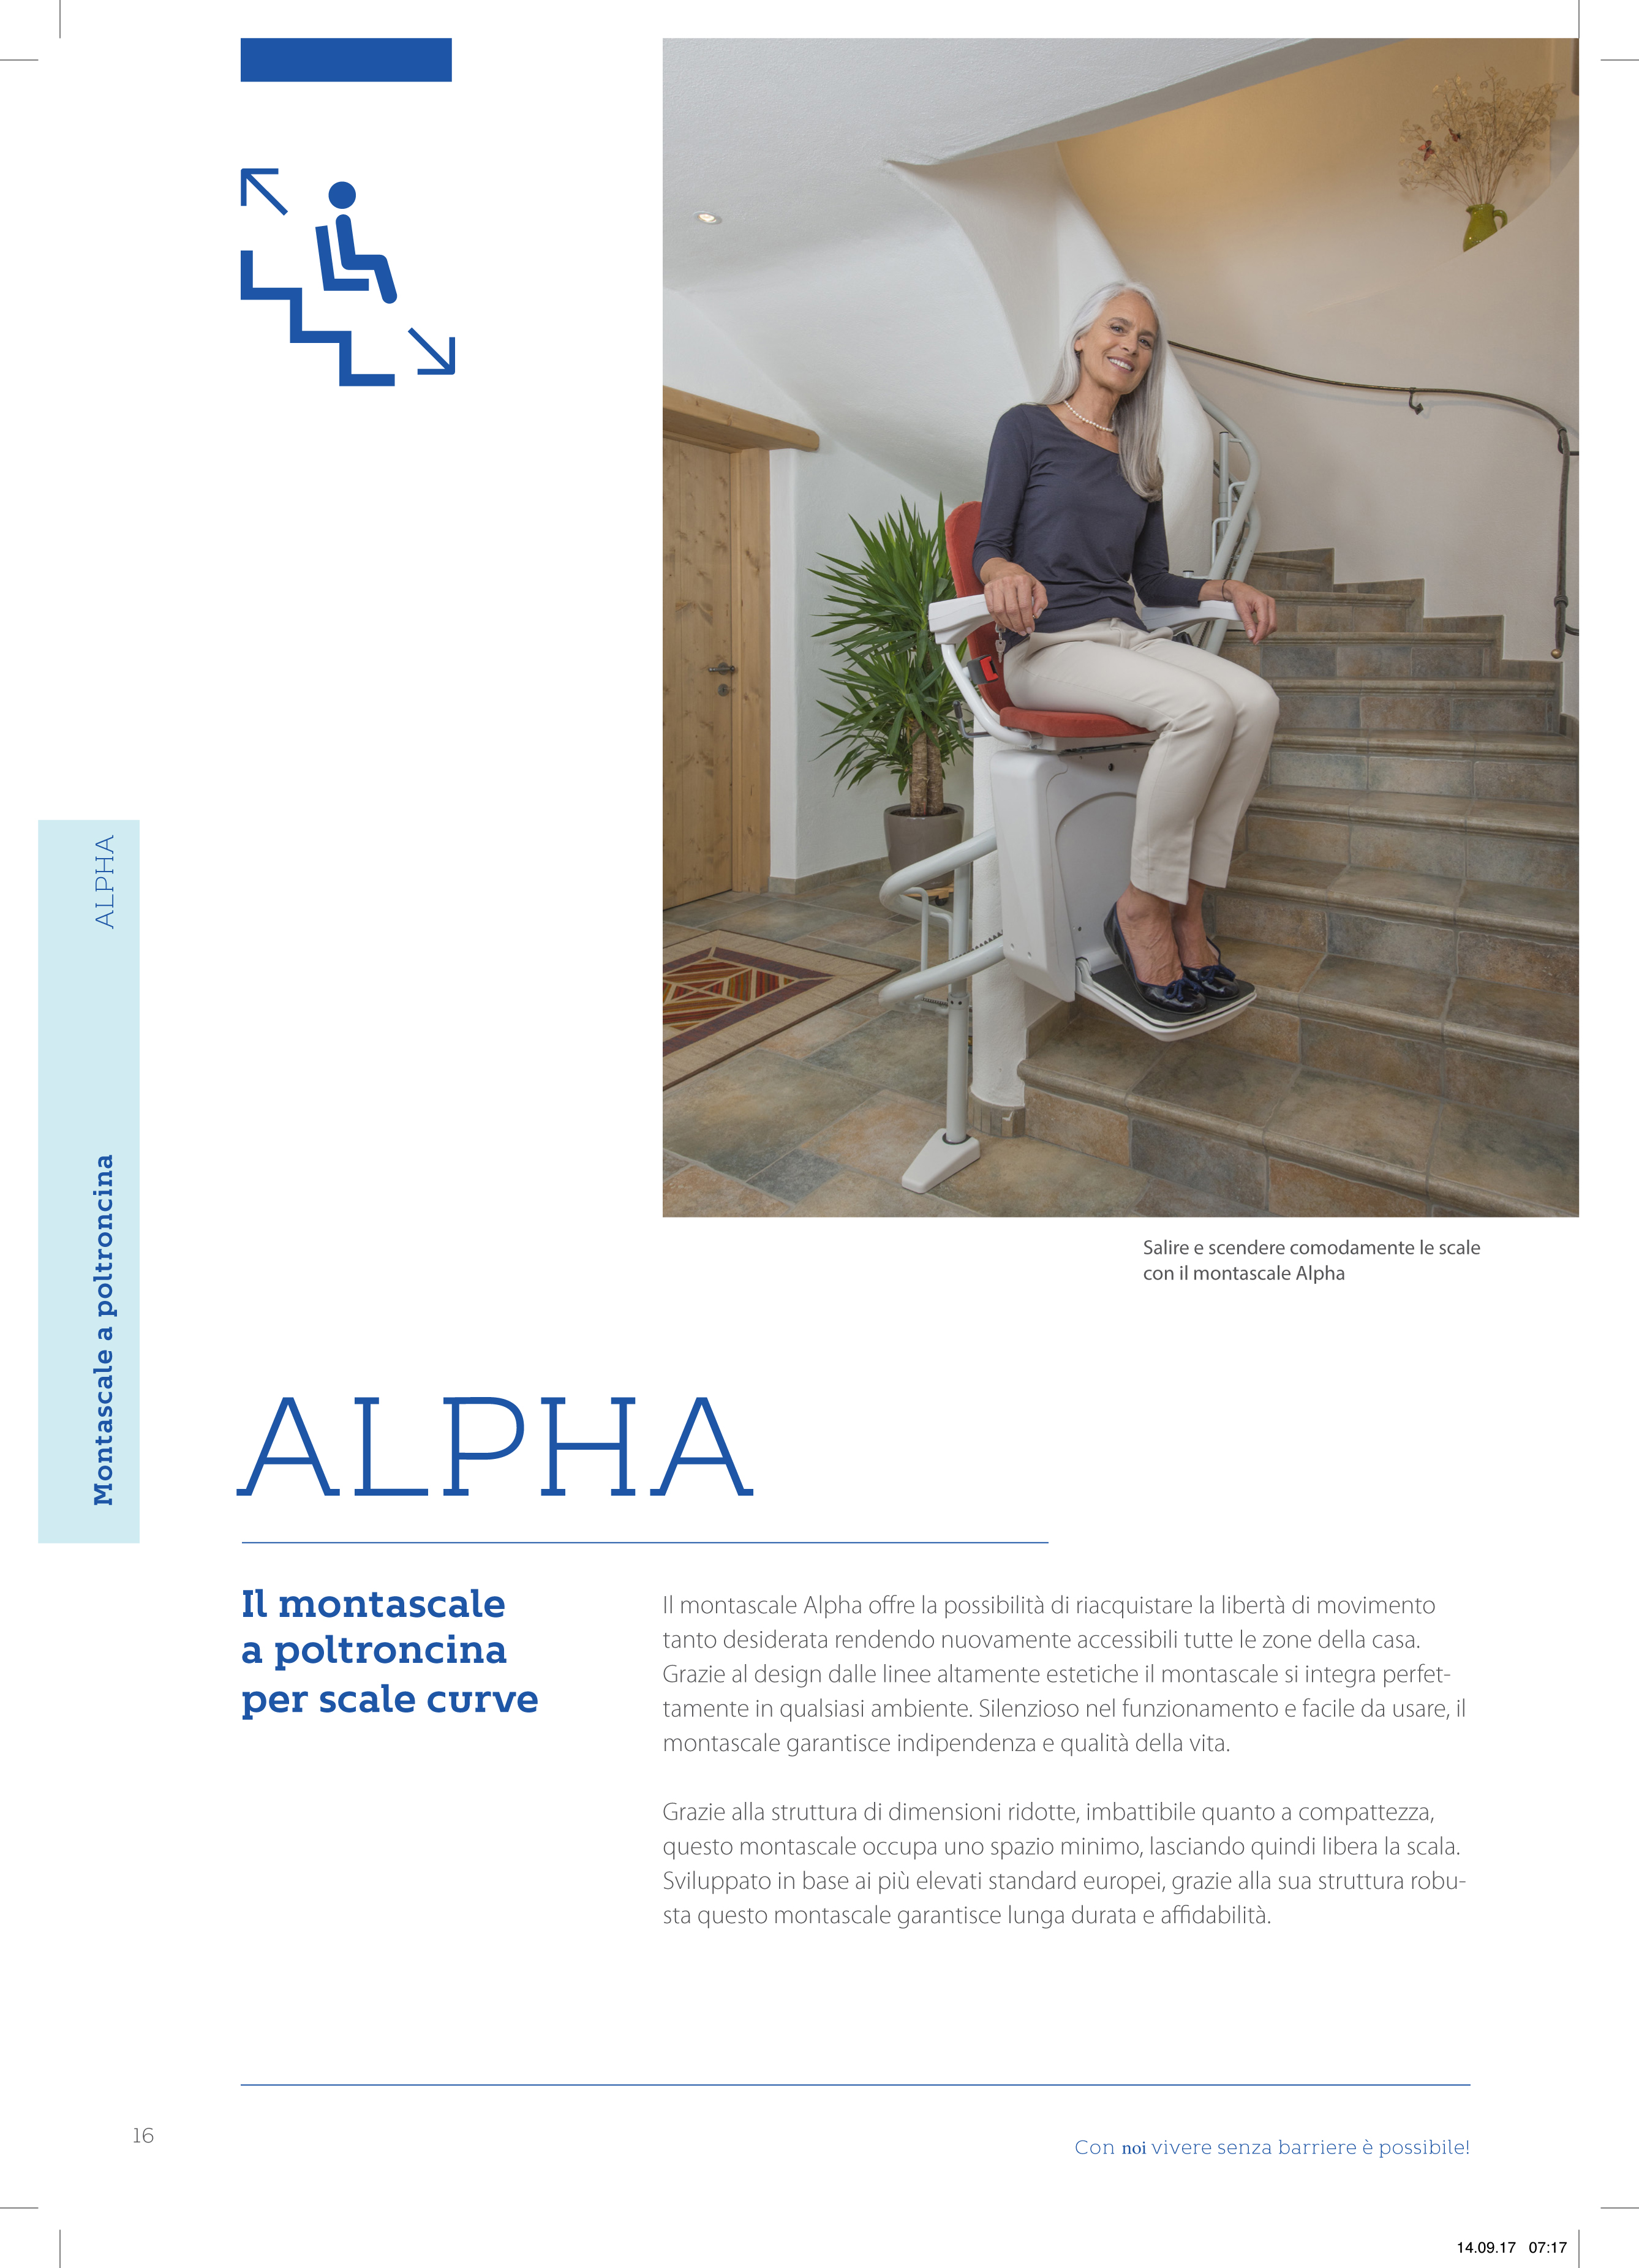 Salire e scendere comodamente le scale
con il montascale Alpha
ALPHA
Montascale a poltroncina
ALPHA
Il montascale
a poltroncina
per scale curve
Il montascale Alpha offre la possibilità di riacquistare la libertà di movimento
tanto desiderata rendendo nuovamente accessibili tutte le zone della casa.
Grazie al design dalle linee altamente estetiche il montascale si integra perfet-
tamente in qualsiasi ambiente. Silenzioso nel funzionamento e facile da usare, il
montascale garantisce indipendenza e qualità della vita.
Grazie alla struttura di dimensioni ridotte, imbattibile quanto a compattezza,
questo montascale occupa uno spazio minimo, lasciando quindi libera la scala.
Sviluppato in base ai più elevati standard europei, grazie alla sua struttura robu-
sta questo montascale garantisce lunga durata e affidabilità.
16
Con noi vivere senza barriere è possibile!
14.09.17 07:17